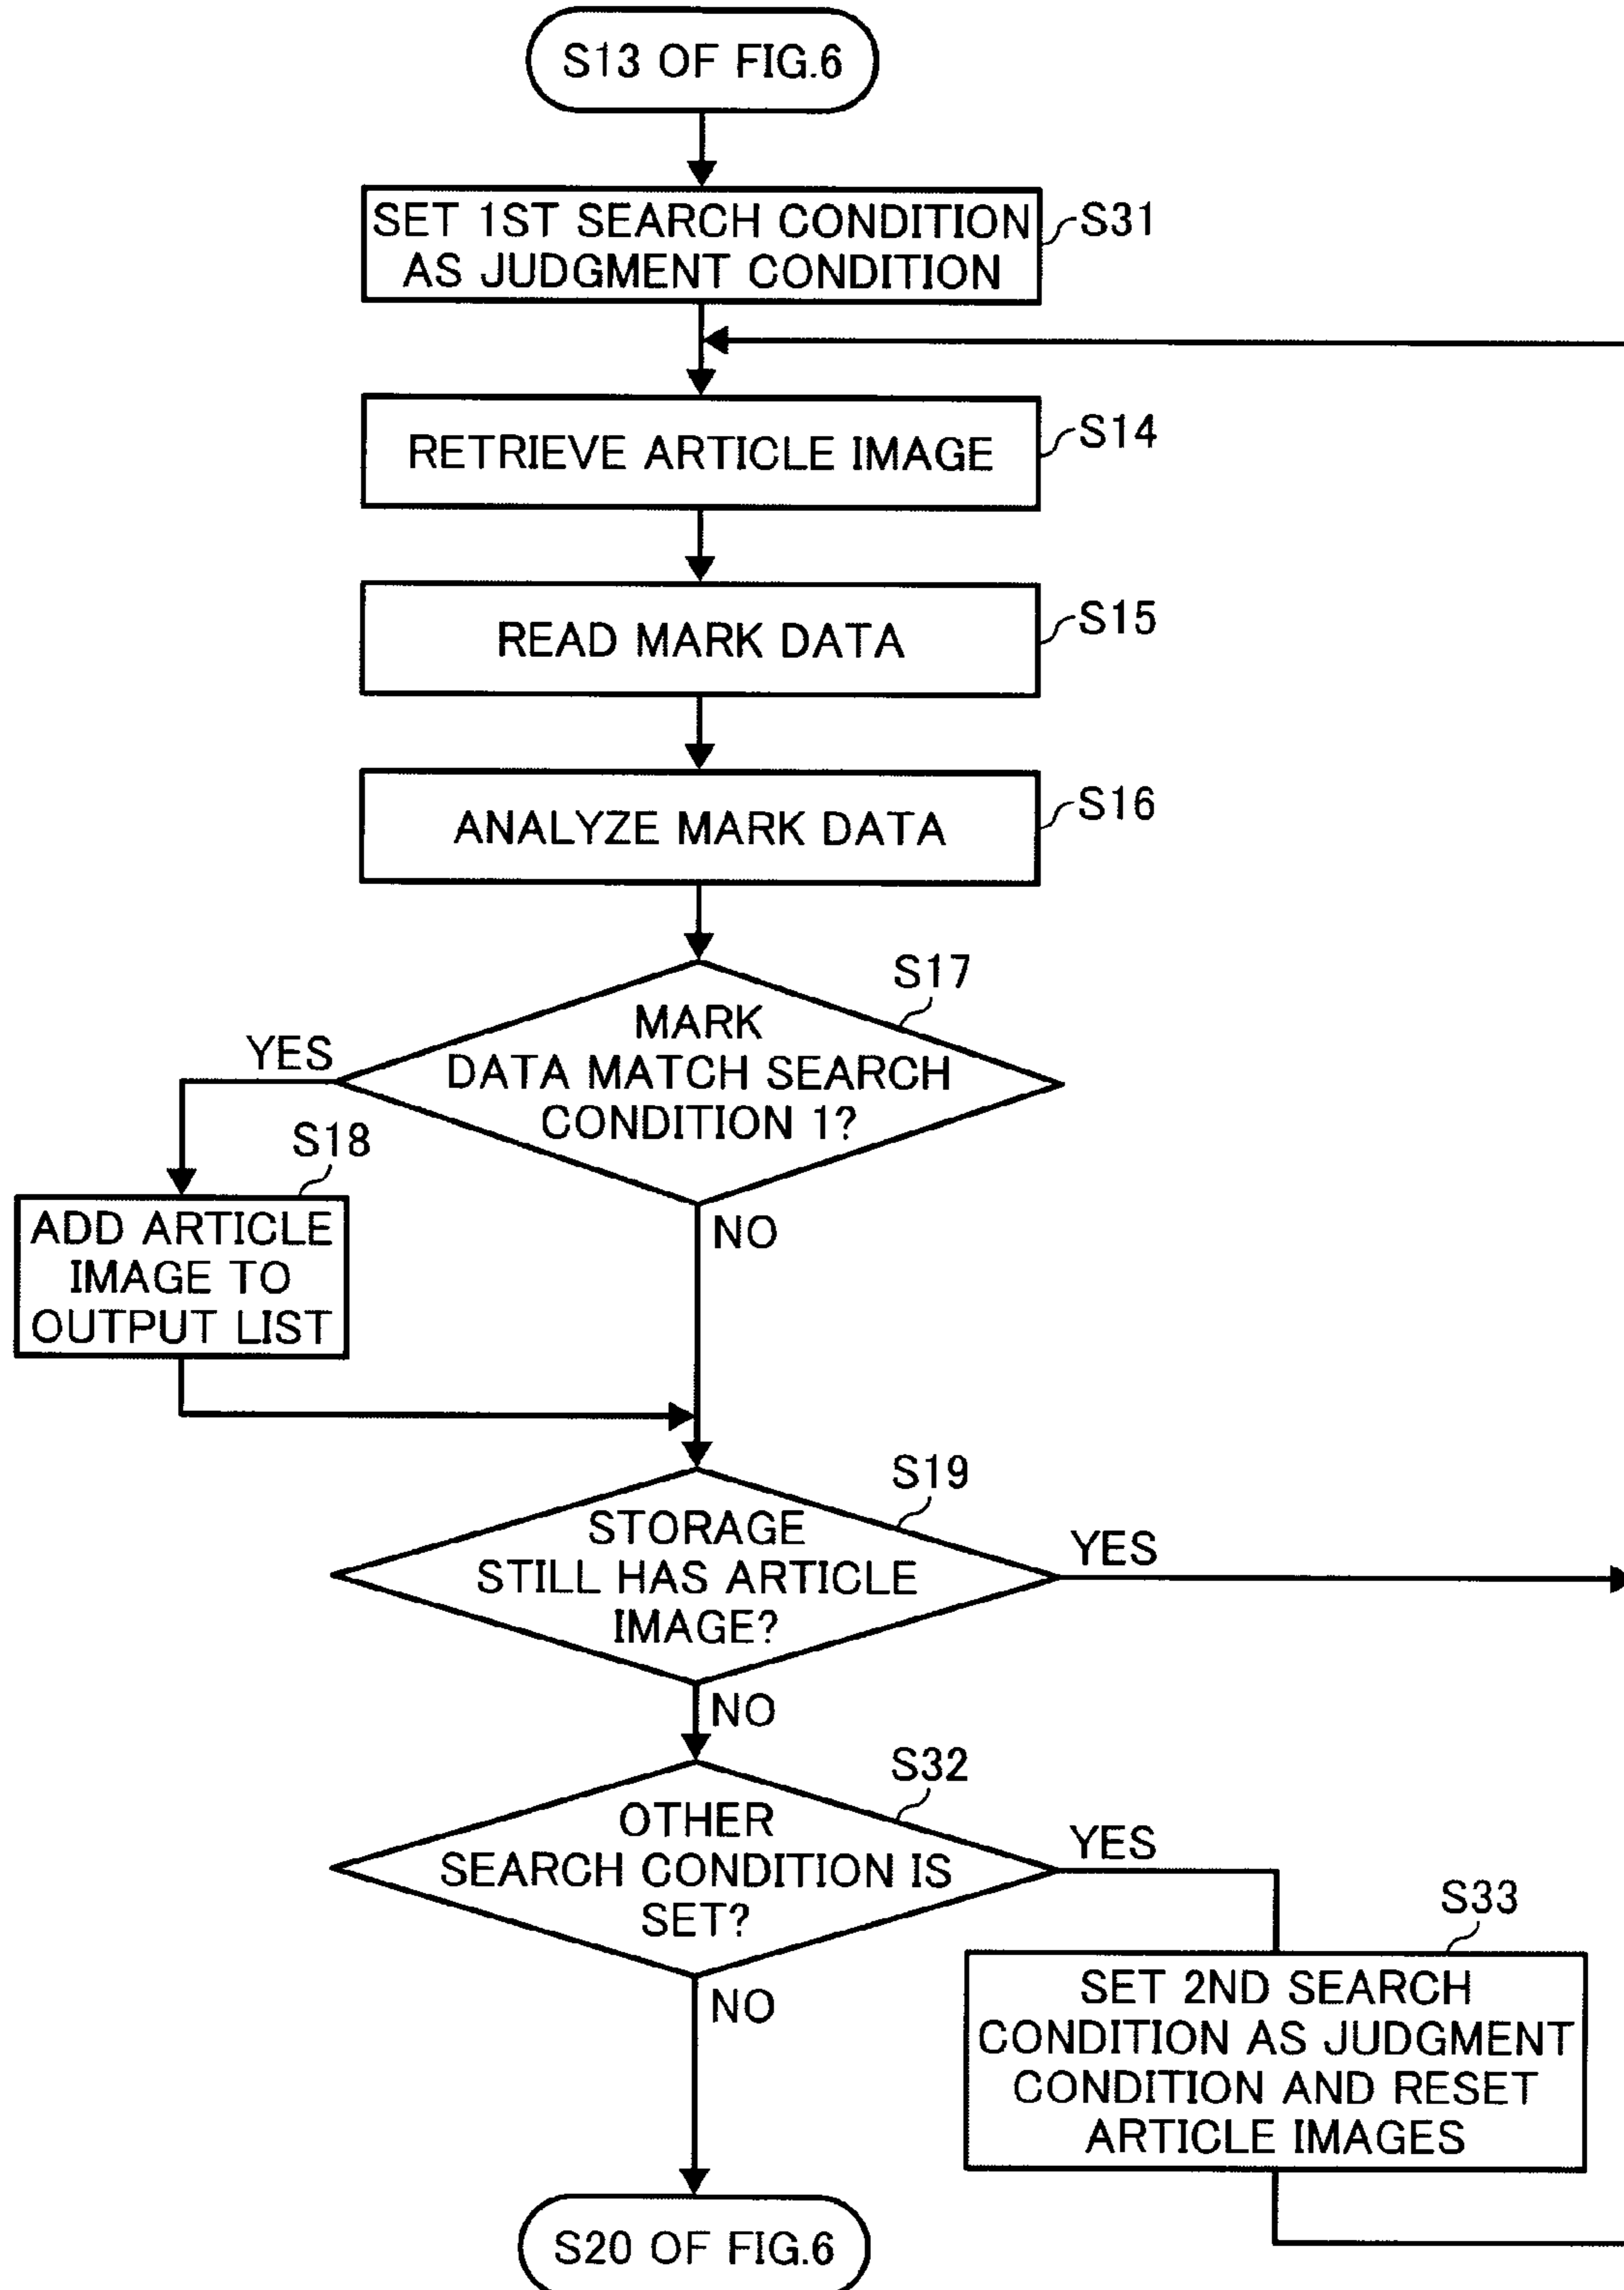 S13 OF FIG.6
SET 1ST SEARCH CONDITION
AS JUDGMENT CONDITION
S31
RETRIEVE ARTICLE IMAGE
S14
READ MARK DATA
S15
ANALYZE MARK DATA
S16
S17
MARK
DATA MATCH SEARCH
CONDITION 1?
YES
NO
S18
ADD ARTICLE
IMAGE TO
OUTPUT LIST
S19
STORAGE
STILL HAS ARTICLE
IMAGE?
YES
NO
S32
OTHER
SEARCH CONDITION IS
SET?
YES
NO
S33
SET 2ND SEARCH
CONDITION AS JUDGMENT
CONDITION AND RESET
ARTICLE IMAGES
S20 OF FIG.6